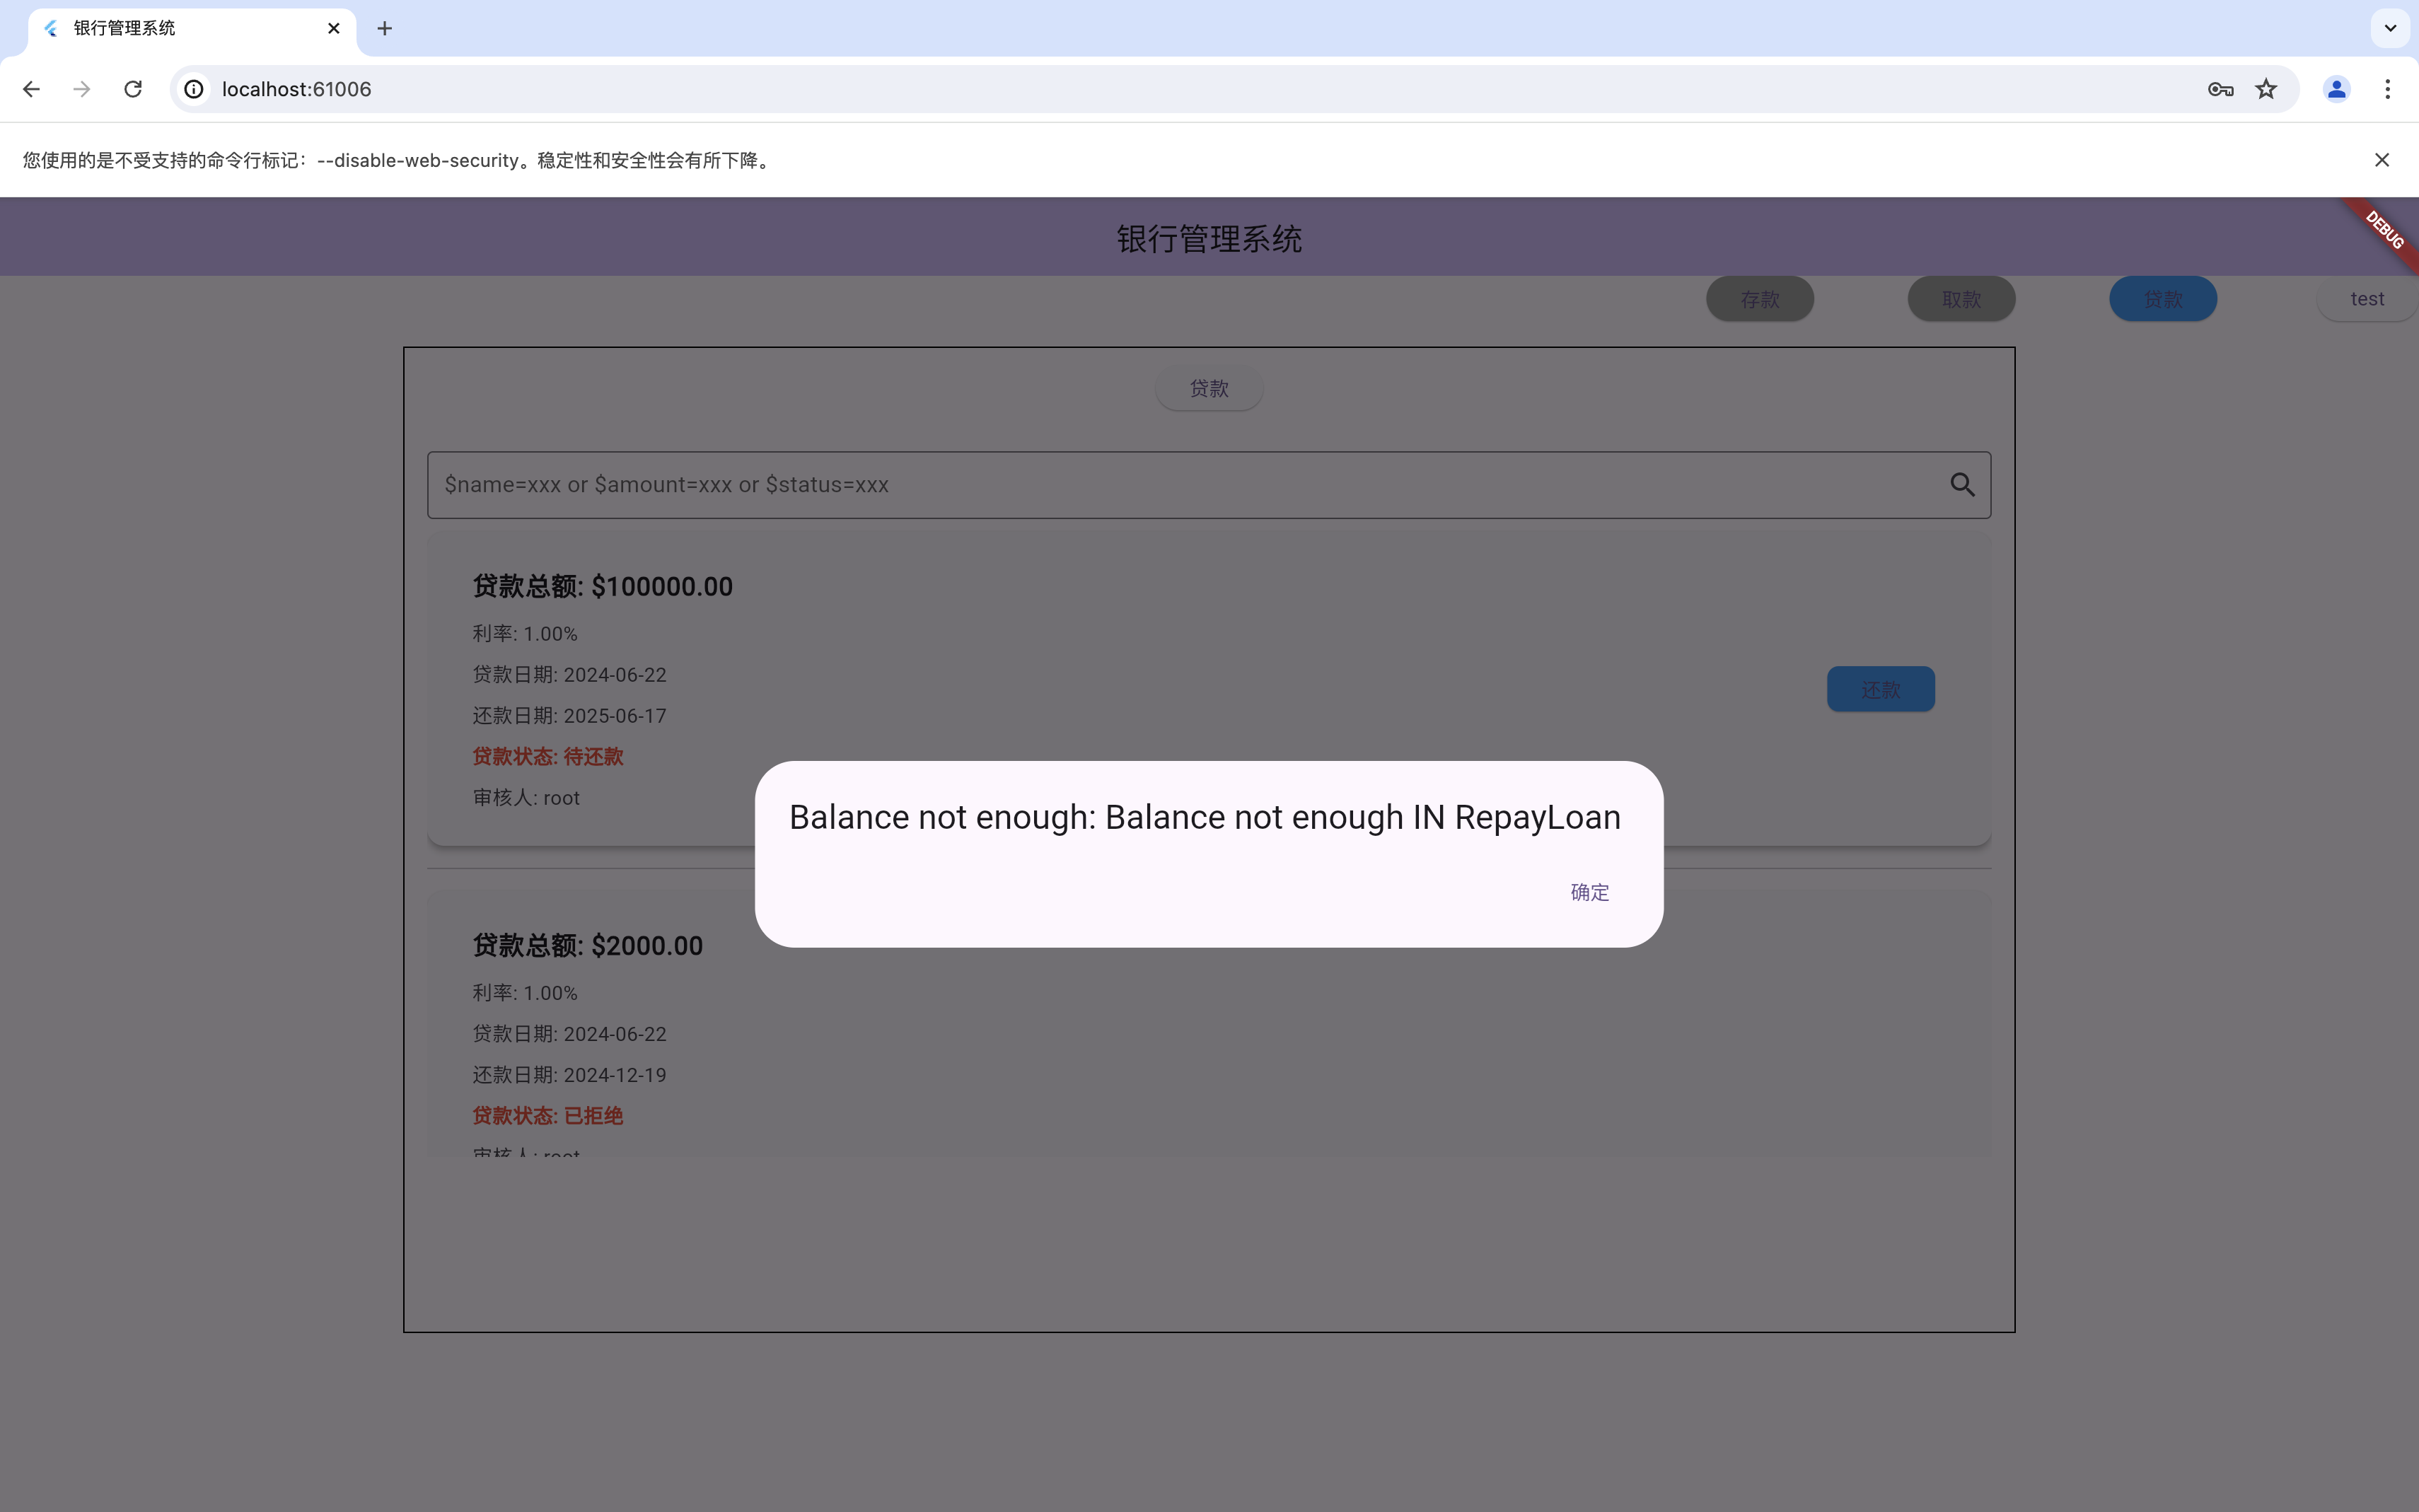 银行管理系统
localhost:61006
您使用的是不受支持的命令行标记：--disable-web-security。稳定性和安全性会有所下降。
银行管理系统
DEBUG
存款 取款 贷款 test
贷款
$name=xxx or $amount=xxx or $status=xxx
贷款总额: $100000.00
利率: 1.00%
贷款日期: 2024-06-22
还款日期: 2025-06-17
贷款状态: 待还款
审核人: root
还款
Balance not enough: Balance not enough IN RepayLoan
确定
贷款总额: $2000.00
利率: 1.00%
贷款日期: 2024-06-22
还款日期: 2024-12-19
贷款状态: 已拒绝
审核人: root